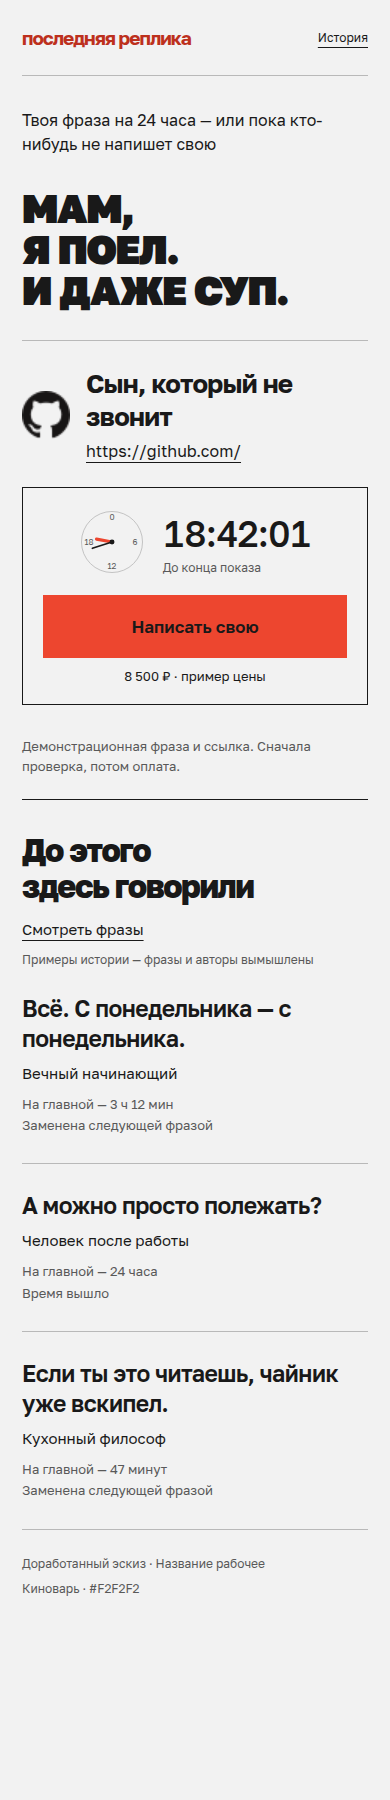 последняя реплика
История
Твоя фраза на 24 часа — или пока кто-
нибудь не напишет свою
МАМ,
Я ПОЕЛ.
И ДАЖЕ СУП.
Сын, который не
звонит
https://github.com/
0
18
6
12
18:42:01
До конца показа
Написать свою
8 500 ₽ · пример цены
Демонстрационная фраза и ссылка. Сначала
проверка, потом оплата.
До этого
здесь говорили
Смотреть фразы
Примеры истории — фразы и авторы вымышлены
Всё. С понедельника — с
понедельника.
Вечный начинающий
На главной — 3 ч 12 мин
Заменена следующей фразой
А можно просто полежать?
Человек после работы
На главной — 24 часа
Время вышло
Если ты это читаешь, чайник
уже вскипел.
Кухонный философ
На главной — 47 минут
Заменена следующей фразой
Доработанный эскиз · Название рабочее
Киноварь · #F2F2F2